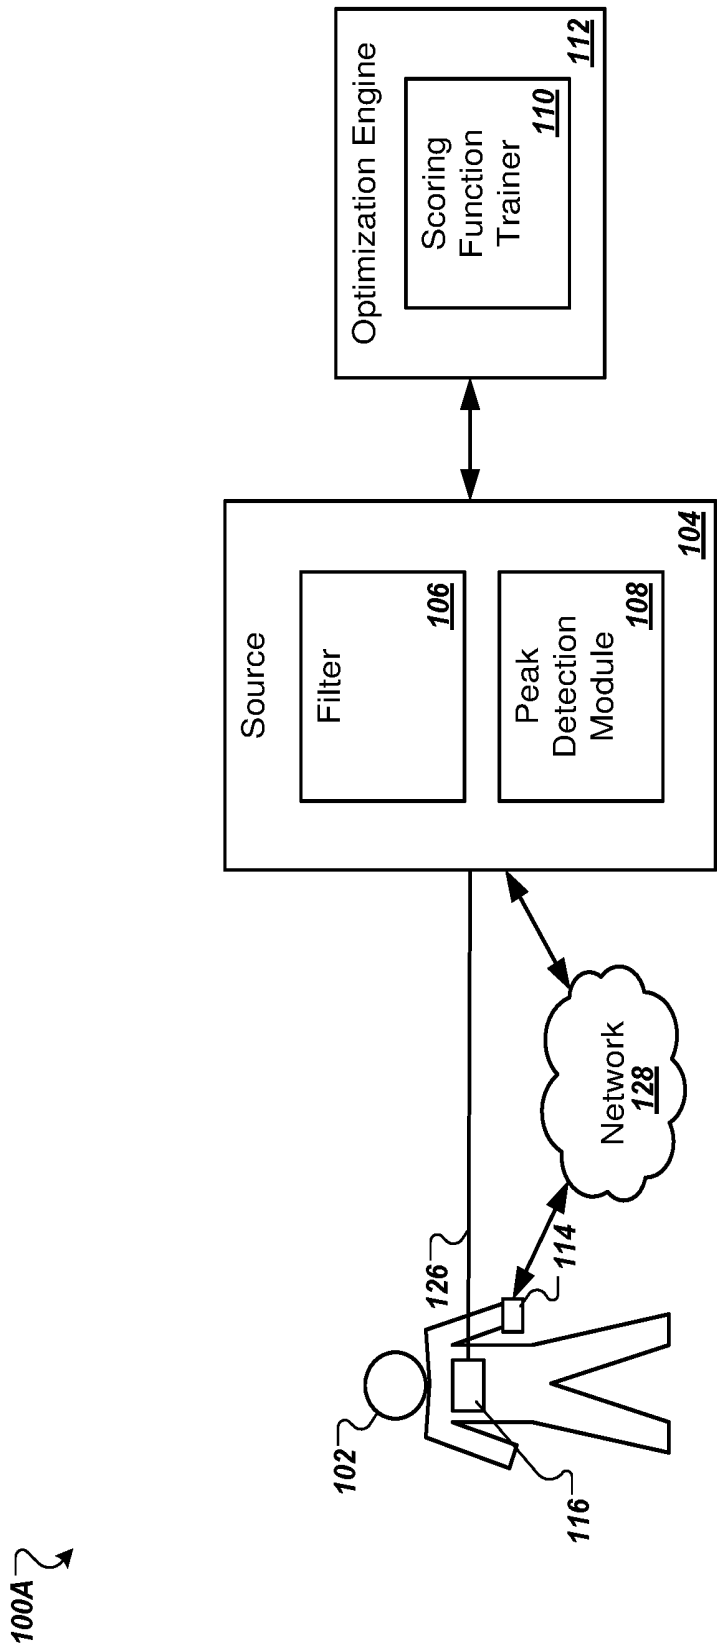 100A
102
116
126
114
Network
128
Source
Filter
106
Peak
Detection
Module
108
104
Optimization Engine
Scoring
Function
Trainer
110
112